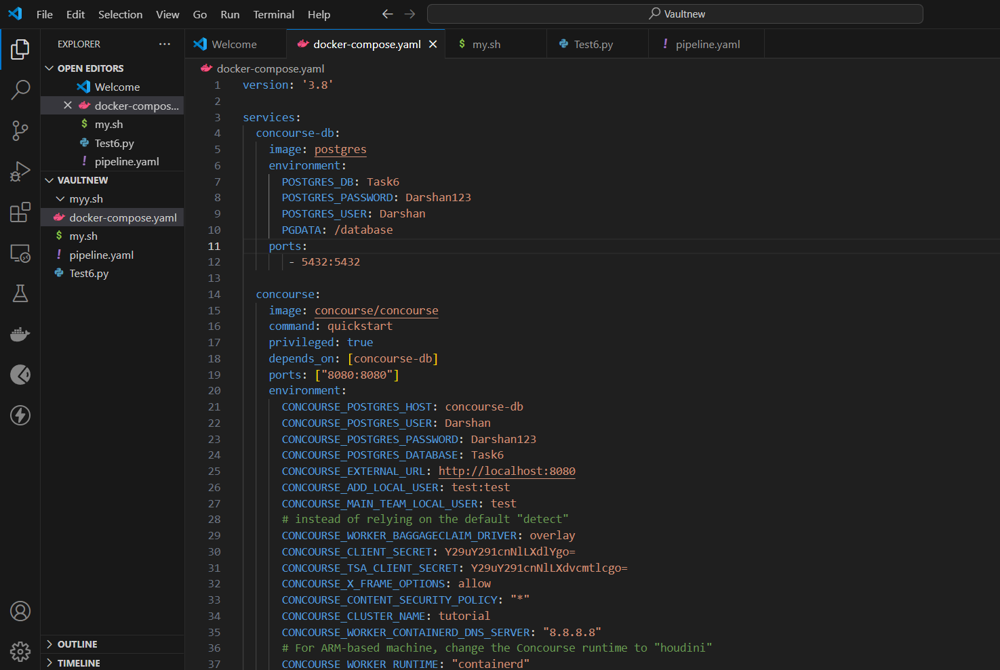 File Edit Selection View Go Run Terminal Help
Vaultnew
EXPLORER
OPEN EDITORS
Welcome
docker-compos...
$ my.sh
Test6.py
! pipeline.yaml
VAULTNEW
myy.sh
docker-compose.yaml
$ my.sh
! pipeline.yaml
Test6.py
OUTLINE
TIMELINE
Welcome docker-compose.yaml $ my.sh Test6.py ! pipeline.yaml
docker-compose.yaml
1 version: '3.8'
2
3 services:
4 concourse-db:
5 image: postgres
6 environment:
7 POSTGRES_DB: Task6
8 POSTGRES_PASSWORD: Darshan123
9 POSTGRES_USER: Darshan
10 PGDATA: /database
11 ports:
12 - 5432:5432
13
14 concourse:
15 image: concourse/concourse
16 command: quickstart
17 privileged: true
18 depends_on: [concourse-db]
19 ports: ["8080:8080"]
20 environment:
21 CONCOURSE_POSTGRES_HOST: concourse-db
22 CONCOURSE_POSTGRES_USER: Darshan
23 CONCOURSE_POSTGRES_PASSWORD: Darshan123
24 CONCOURSE_POSTGRES_DATABASE: Task6
25 CONCOURSE_EXTERNAL_URL: http://localhost:8080
26 CONCOURSE_ADD_LOCAL_USER: test:test
27 CONCOURSE_MAIN_TEAM_LOCAL_USER: test
28 # instead of relying on the default "detect"
29 CONCOURSE_WORKER_BAGGAGECLAIM_DRIVER: overlay
30 CONCOURSE_CLIENT_SECRET: Y29uY291cnNlLXdlYgo=
31 CONCOURSE_TSA_CLIENT_SECRET: Y29uY291cnNlLXdvcmtlcgo=
32 CONCOURSE_X_FRAME_OPTIONS: allow
33 CONCOURSE_CONTENT_SECURITY_POLICY: "*"
34 CONCOURSE_CLUSTER_NAME: tutorial
35 CONCOURSE_WORKER_CONTAINERD_DNS_SERVER: "8.8.8.8"
36 # For ARM-based machine, change the Concourse runtime to "houdini"
37 CONCOURSE_WORKER_RUNTIME: "containerd"